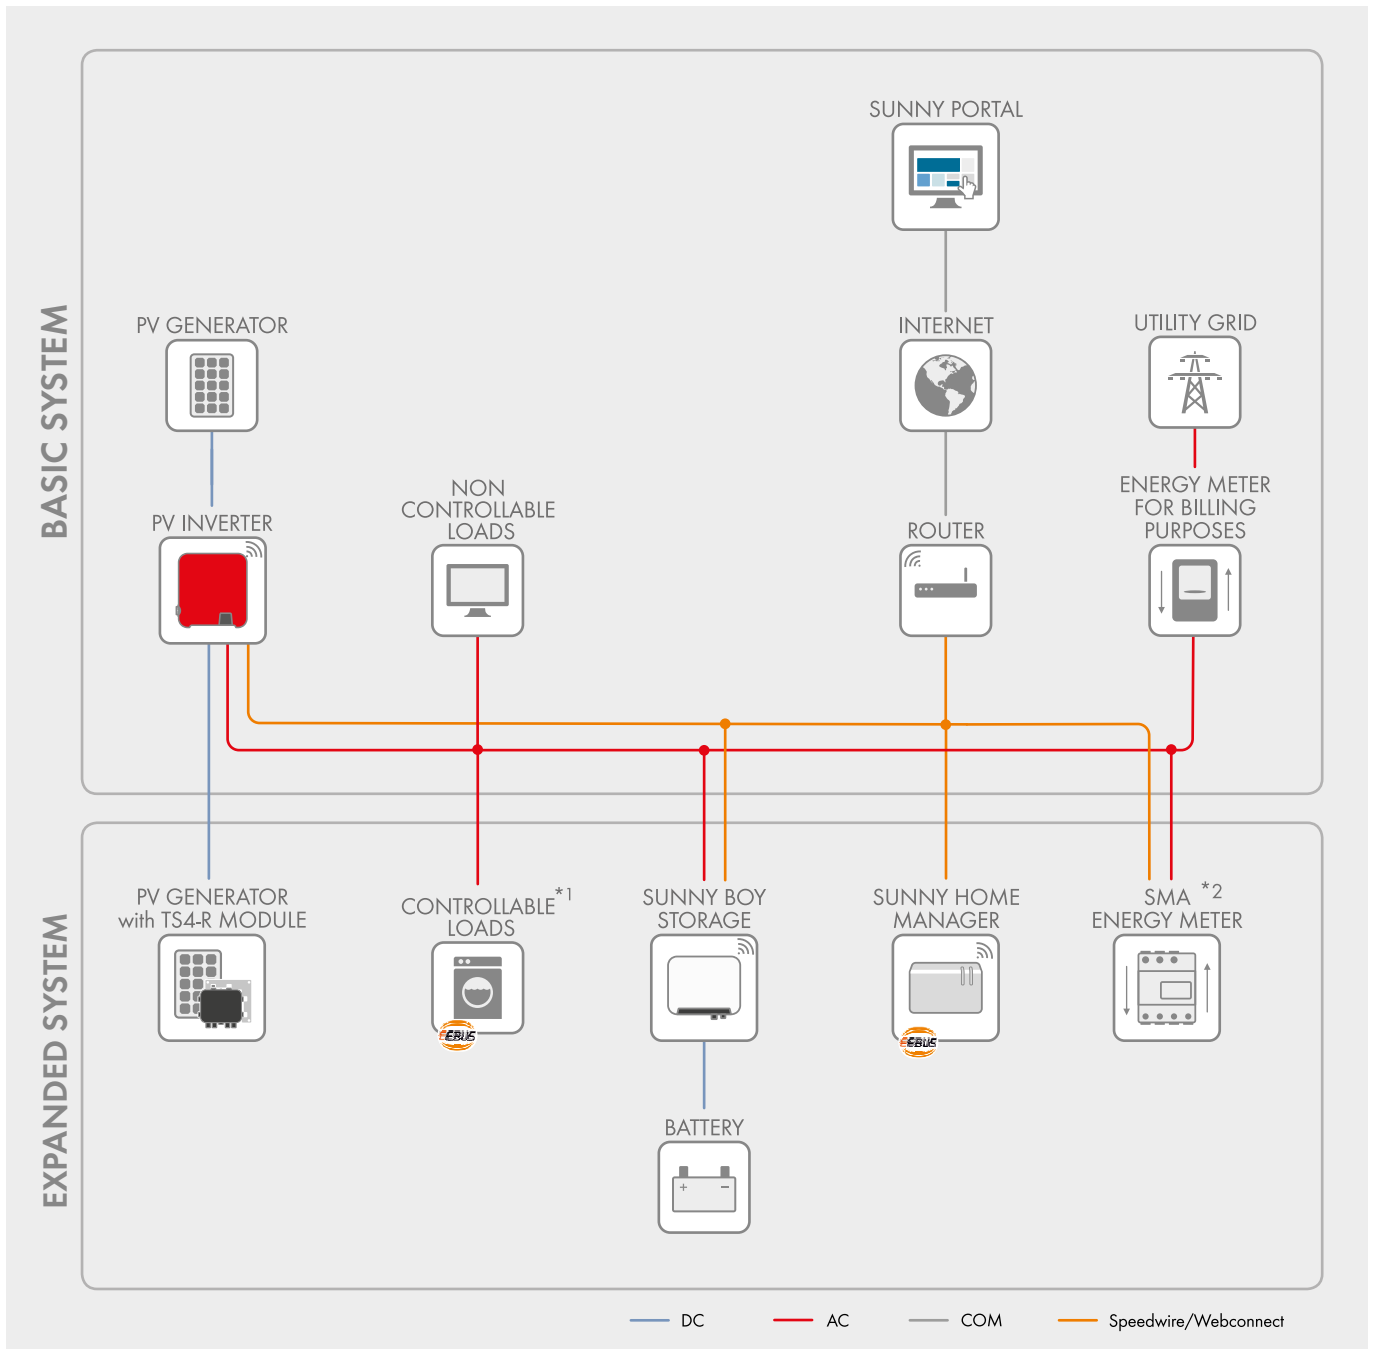 BASIC SYSTEM
SUNNY PORTAL
PV GENERATOR
INTERNET
UTILITY GRID
PV INVERTER
NON
CONTROLLABLE
LOADS
ROUTER
ENERGY METER
FOR BILLING
PURPOSES
EXPANDED SYSTEM
PV GENERATOR
with TS4-R MODULE
CONTROLLABLE *1
LOADS
EEBUS
SUNNY BOY
STORAGE
SUNNY HOME
MANAGER
EEBUS
SMA *2
ENERGY METER
BATTERY
+ −
DC
AC
COM
Speedwire/Webconnect